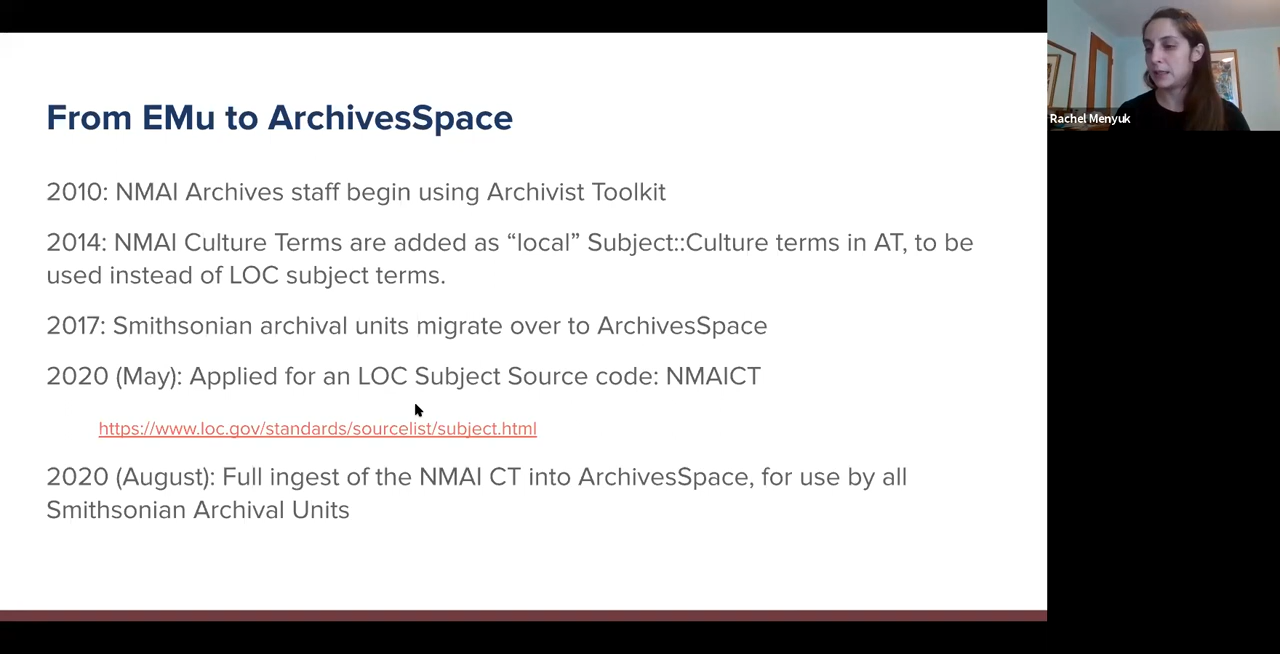 From EMu to ArchivesSpace
2010: NMAI Archives staff begin using Archivist Toolkit
2014: NMAI Culture Terms are added as “local” Subject::Culture terms in AT, to be
used instead of LOC subject terms.
2017: Smithsonian archival units migrate over to ArchivesSpace
2020 (May): Applied for an LOC Subject Source code: NMAICT
https://www.loc.gov/standards/sourcelist/subject.html
2020 (August): Full ingest of the NMAI CT into ArchivesSpace, for use by all
Smithsonian Archival Units
Rachel Menyuk